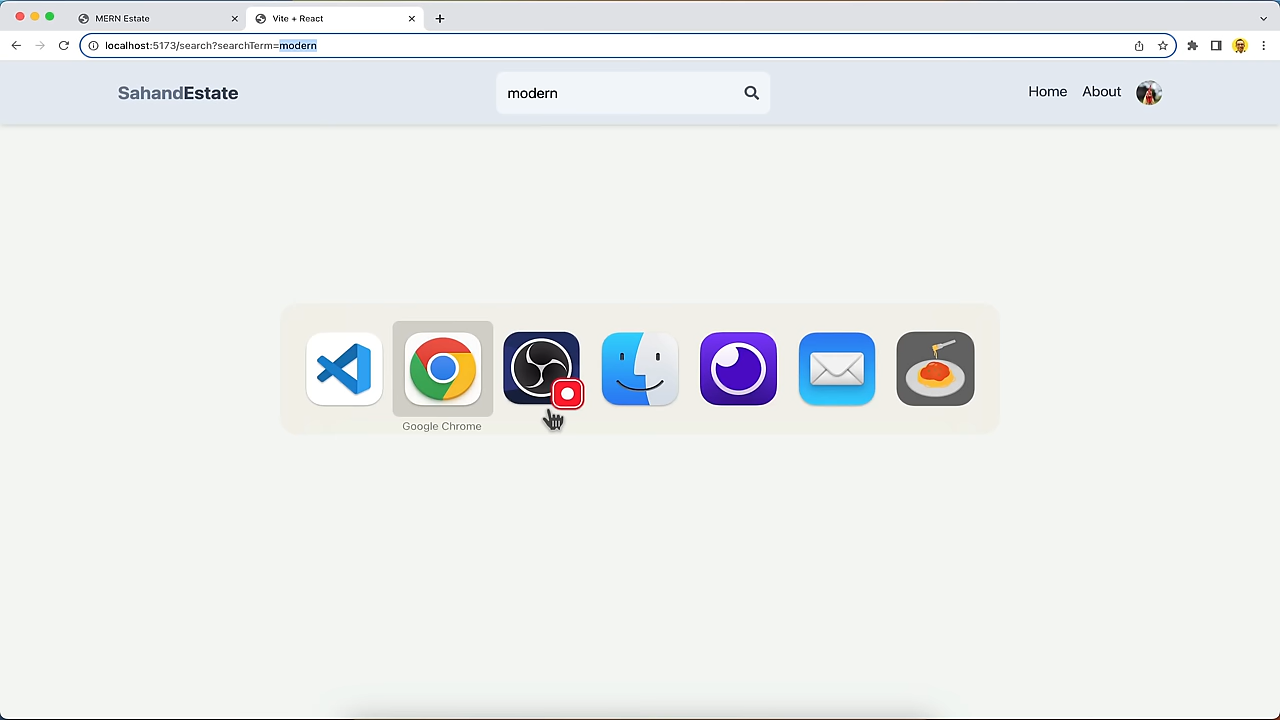 MERN Estate
Vite + React
localhost:5173/search?searchTerm=modern
SahandEstate
modern
Home
About
Google Chrome